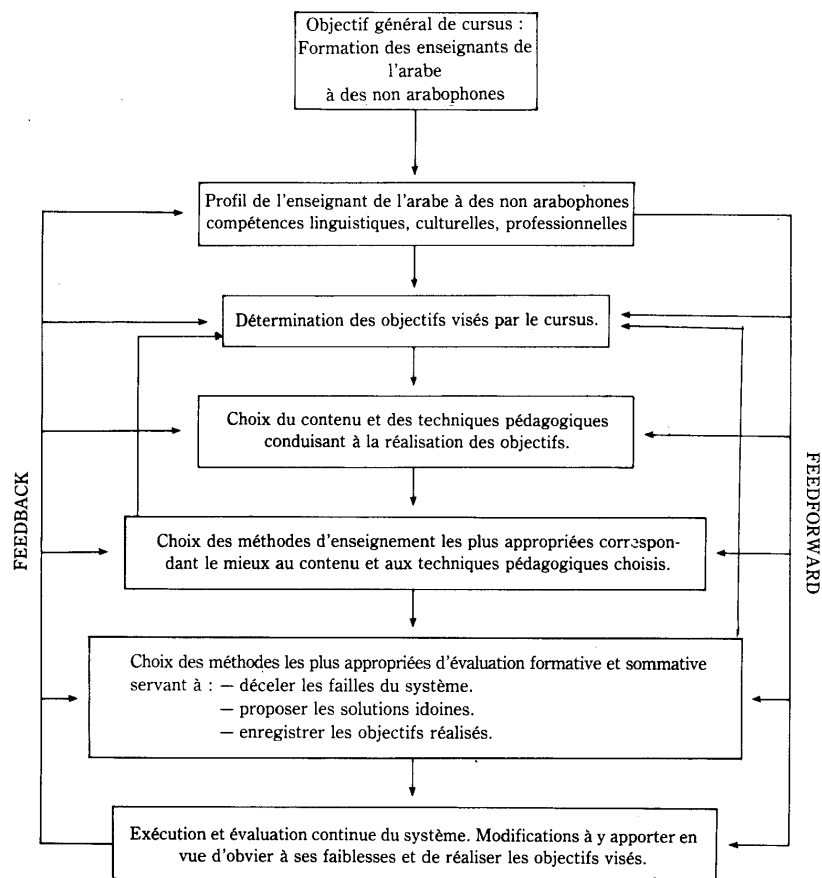 Objectif général de cursus :
Formation des enseignants de
l'arabe
à des non arabophones
Profil de l'enseignant de l'arabe à des non arabophones
compétences linguistiques, culturelles, professionnelles
Détermination des objectifs visés par le cursus.
Choix du contenu et des techniques pédagogiques
conduisant à la réalisation des objectifs.
FEEDBACK
FEEDFORWARD
Choix des méthodes d'enseignement les plus appropriées correspon-
dant le mieux au contenu et aux techniques pédagogiques choisis.
Choix des méthodes les plus appropriées d'évaluation formative et sommative
servant à : — déceler les failles du système.
— proposer les solutions idoines.
— enregistrer les objectifs réalisés.
Exécution et évaluation continue du système. Modifications à y apporter en
vue d'obvier à ses faiblesses et de réaliser les objectifs visés.